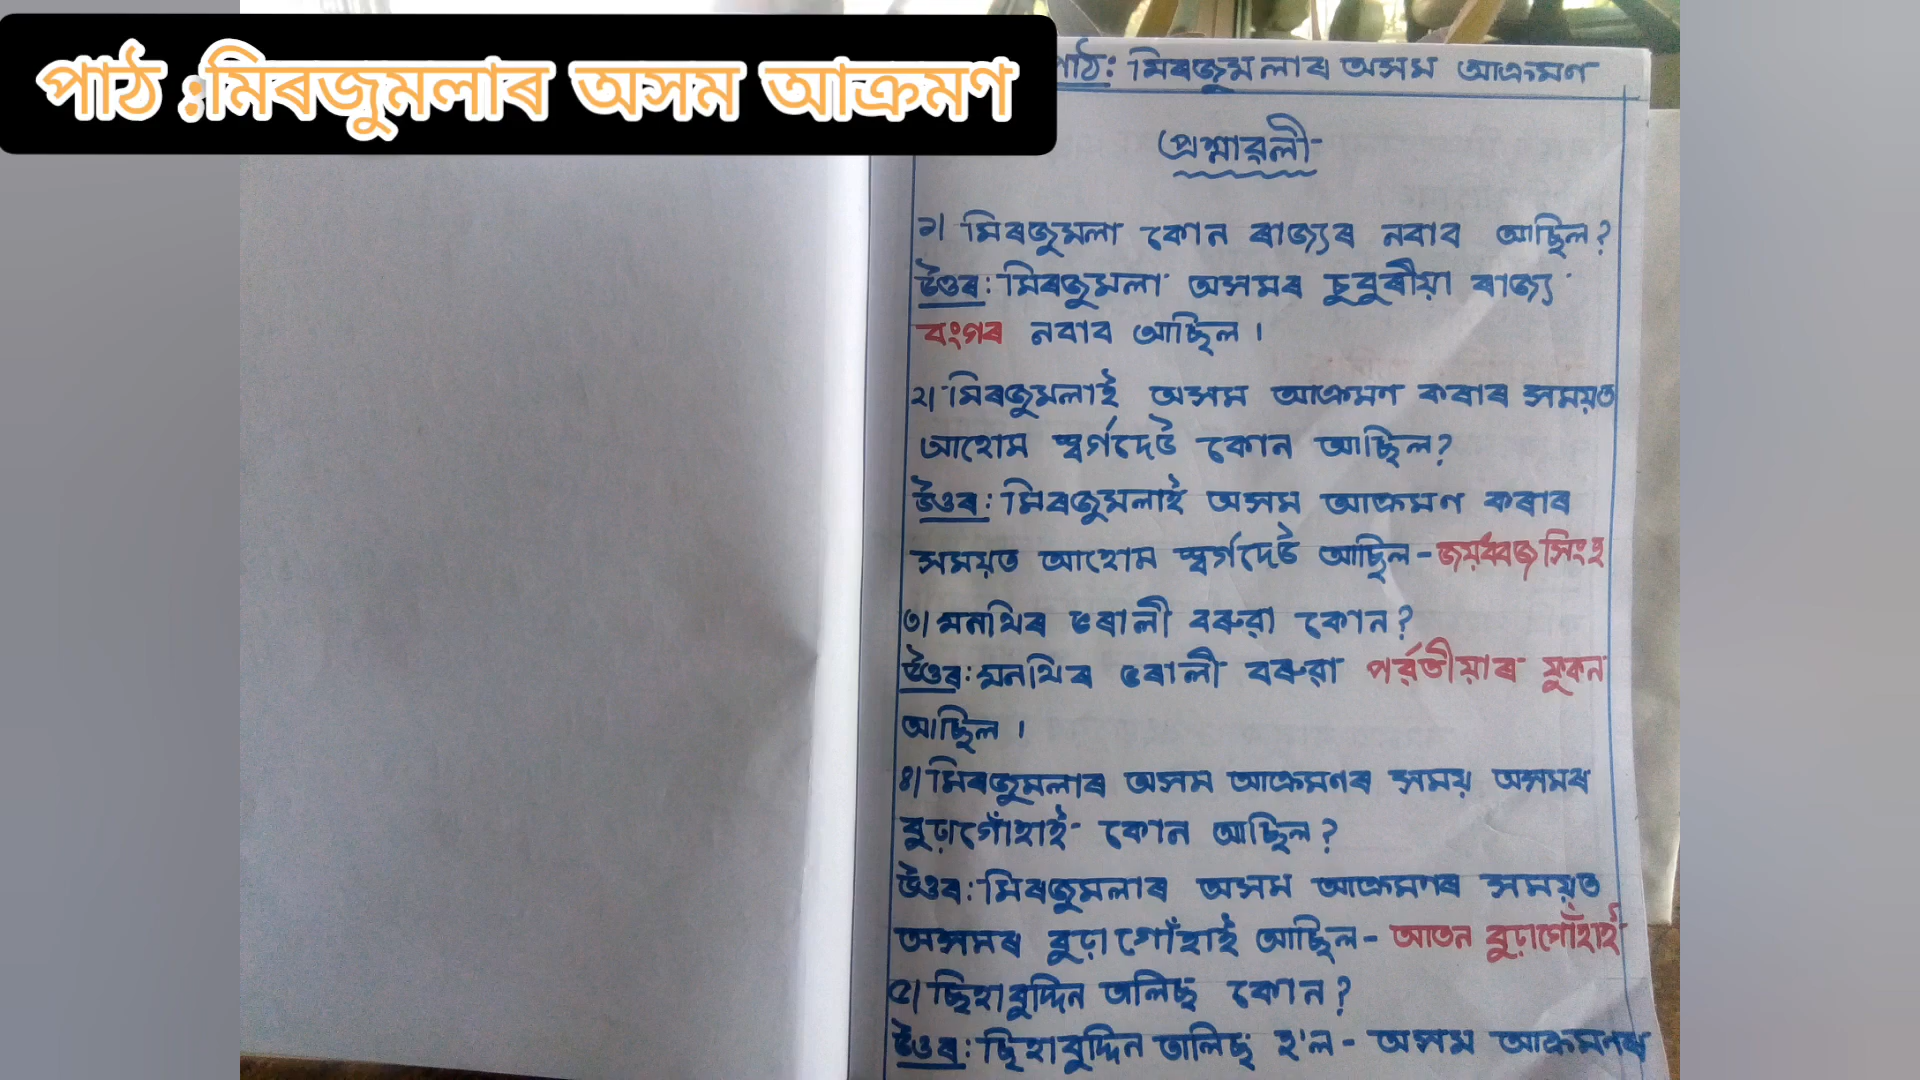 পাঠ :মিৰজুমলাৰ অসম আক্ৰমণ
পাঠ: মিৰজুমলাৰ অসম আক্ৰমণ
প্ৰশ্নাৱলী
১। মিৰজুমলা কোন ৰাজ্যৰ নবাব আছিল?
উত্তৰ: মিৰজুমলা অসমৰ চুবুৰীয়া ৰাজ্য
বংগৰ নবাব আছিল।
২। মিৰজুমলাই অসম আক্ৰমণ কৰাৰ সময়ত
আহোম স্বৰ্গদেউ কোন আছিল?
উত্তৰ: মিৰজুমলাই অসম আক্ৰমণ কৰাৰ
সময়ত আহোম স্বৰ্গদেউ আছিল - জয়ধ্বজ সিংহ
৩। মনথিৰ ভৰালী বৰুৱা কোন?
উত্তৰ: মনথিৰ ভৰালী বৰুৱা পৰ্ৱতীয়াৰ ফুকন
আছিল।
৪। মিৰজুমলাৰ অসম আক্ৰমণৰ সময় অসমৰ
বুঢ়াগোঁহাই কোন আছিল?
উত্তৰ: মিৰজুমলাৰ অসম আক্ৰমণৰ সময়ত
অসমৰ বুঢ়াগোঁহাই আছিল - আতন বুঢ়াগোঁহাই
৫। ছিহাবুদ্দিন তালিছ কোন?
উত্তৰ: ছিহাবুদ্দিন তালিছ হ'ল - অসম আক্ৰমণৰ